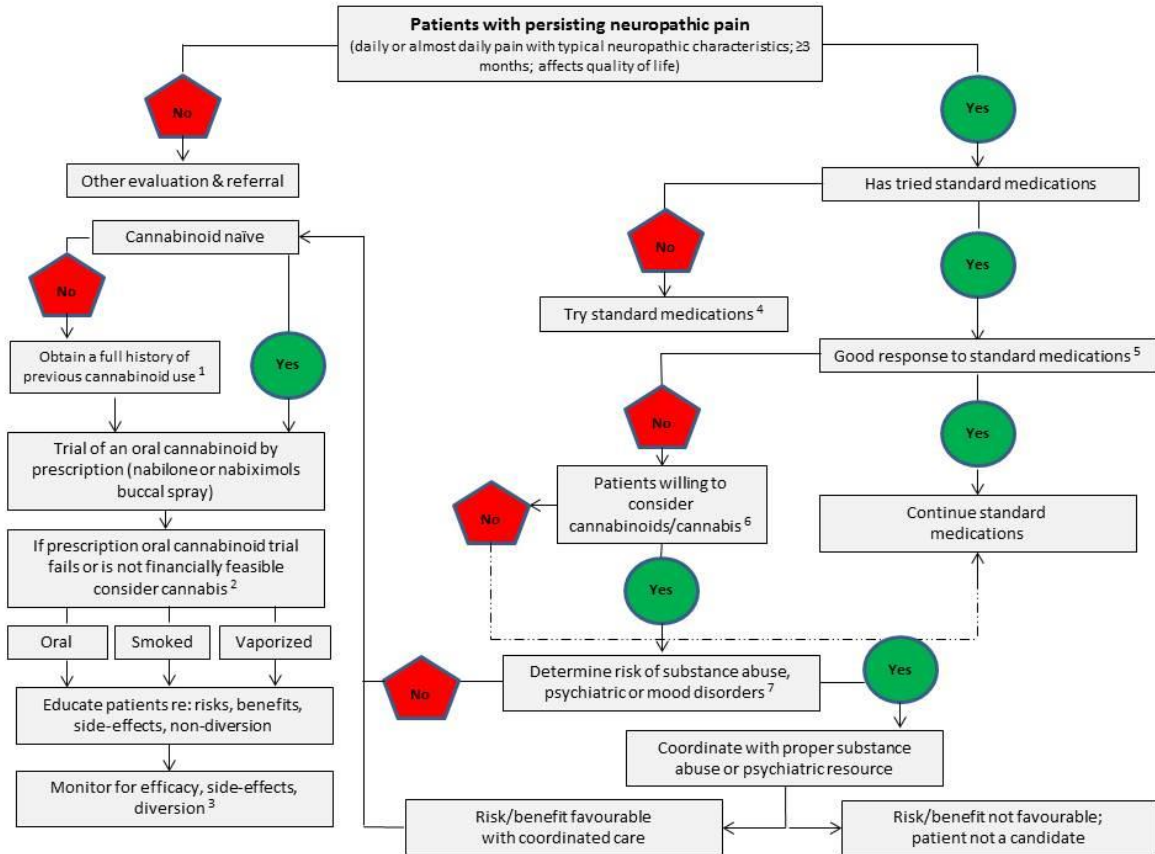 Patients with persisting neuropathic pain
(daily or almost daily pain with typical neuropathic characteristics; ≥3
months; affects quality of life)
No
Yes
Other evaluation & referral
Has tried standard medications
Cannabinoid naïve
No
Yes
No
Try standard medications 4
Obtain a full history of
previous cannabinoid use 1
Yes
Good response to standard medications 5
No
Yes
Trial of an oral cannabinoid by
prescription (nabilone or nabiximols
buccal spray)
Patients willing to
consider
cannabinoids/cannabis 6
No
Continue standard
medications
If prescription oral cannabinoid trial
fails or is not financially feasible
consider cannabis 2
Yes
Oral
Smoked
Vaporized
Determine risk of substance abuse,
psychiatric or mood disorders 7
No
Yes
Educate patients re: risks, benefits,
side-effects, non-diversion
Coordinate with proper substance
abuse or psychiatric resource
Monitor for efficacy, side-effects,
diversion 3
Risk/benefit favourable
with coordinated care
Risk/benefit not favourable;
patient not a candidate